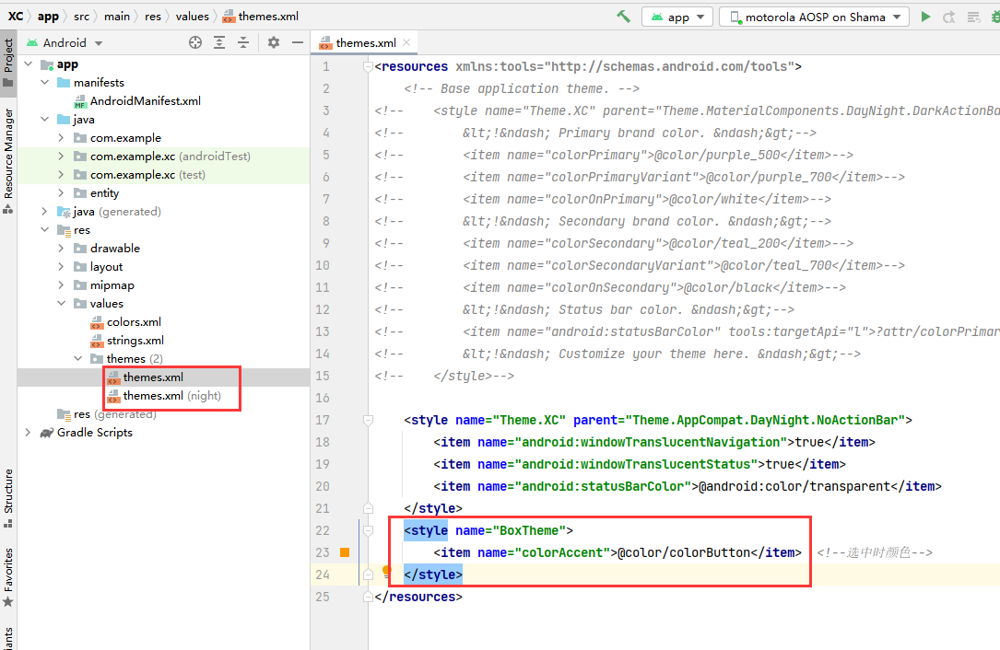 XC app src main res values themes.xml app motorola AOSP on Shama
Android themes.xml
Project
Resource Manager
Structure
Favorites
app
manifests
AndroidManifest.xml
java
com.example
com.example.xc (androidTest)
com.example.xc (test)
entity
java (generated)
res
drawable
layout
mipmap
values
colors.xml
strings.xml
themes (2)
themes.xml
themes.xml (night)
res (generated)
Gradle Scripts
1 <resources xmlns:tools="http://schemas.android.com/tools">
2 <!-- Base application theme. -->
3 <!-- <style name="Theme.XC" parent="Theme.MaterialComponents.DayNight.DarkActionBa
4 <!-- &lt;!&ndash; Primary brand color. &ndash;&gt;-->
5 <!-- <item name="colorPrimary">@color/purple_500</item>-->
6 <!-- <item name="colorPrimaryVariant">@color/purple_700</item>-->
7 <!-- <item name="colorOnPrimary">@color/white</item>-->
8 <!-- &lt;!&ndash; Secondary brand color. &ndash;&gt;-->
9 <!-- <item name="colorSecondary">@color/teal_200</item>-->
10 <!-- <item name="colorSecondaryVariant">@color/teal_700</item>-->
11 <!-- <item name="colorOnSecondary">@color/black</item>-->
12 <!-- &lt;!&ndash; Status bar color. &ndash;&gt;-->
13 <!-- <item name="android:statusBarColor" tools:targetApi="l">?attr/colorPrimar
14 <!-- &lt;!&ndash; Customize your theme here. &ndash;&gt;-->
15 <!-- </style>-->
16
17 <style name="Theme.XC" parent="Theme.AppCompat.DayNight.NoActionBar">
18 <item name="android:windowTranslucentNavigation">true</item>
19 <item name="android:windowTranslucentStatus">true</item>
20 <item name="android:statusBarColor">@android:color/transparent</item>
21 </style>
22 <style name="BoxTheme">
23 <item name="colorAccent">@color/colorButton</item> <!--选中时颜色-->
24 </style>
25 </resources>